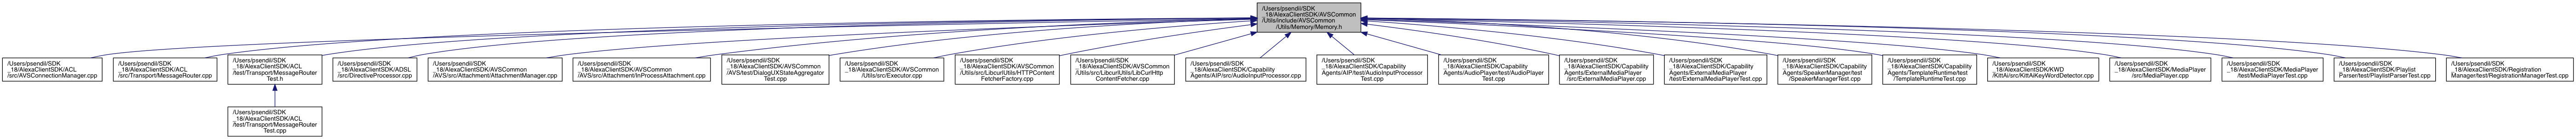 /Users/psendil/SDK
_18/AlexaClientSDK/AVSCommon
/Utils/include/AVSCommon
/Utils/Memory/Memory.h
/Users/psendil/SDK
_18/AlexaClientSDK/ACL
/src/AVSConnectionManager.cpp
/Users/psendil/SDK
_18/AlexaClientSDK/ACL
/src/Transport/MessageRouter.cpp
/Users/psendil/SDK
_18/AlexaClientSDK/ACL
/test/Transport/MessageRouter
Test.h
/Users/psendil/SDK
_18/AlexaClientSDK/ADSL
/src/DirectiveProcessor.cpp
/Users/psendil/SDK
_18/AlexaClientSDK/AVSCommon
/AVS/src/Attachment/AttachmentManager.cpp
/Users/psendil/SDK
_18/AlexaClientSDK/AVSCommon
/AVS/src/Attachment/InProcessAttachment.cpp
/Users/psendil/SDK
_18/AlexaClientSDK/AVSCommon
/AVS/test/DialogUXStateAggregator
Test.cpp
/Users/psendil/SDK
_18/AlexaClientSDK/AVSCommon
/Utils/src/Executor.cpp
/Users/psendil/SDK
_18/AlexaClientSDK/AVSCommon
/Utils/src/LibcurlUtils/HTTPContent
FetcherFactory.cpp
/Users/psendil/SDK
_18/AlexaClientSDK/AVSCommon
/Utils/src/LibcurlUtils/LibCurlHttp
ContentFetcher.cpp
/Users/psendil/SDK
_18/AlexaClientSDK/Capability
Agents/AIP/src/AudioInputProcessor.cpp
/Users/psendil/SDK
_18/AlexaClientSDK/Capability
Agents/AIP/test/AudioInputProcessor
Test.cpp
/Users/psendil/SDK
_18/AlexaClientSDK/Capability
Agents/AudioPlayer/test/AudioPlayer
Test.cpp
/Users/psendil/SDK
_18/AlexaClientSDK/Capability
Agents/ExternalMediaPlayer
/src/ExternalMediaPlayer.cpp
/Users/psendil/SDK
_18/AlexaClientSDK/Capability
Agents/ExternalMediaPlayer
/test/ExternalMediaPlayerTest.cpp
/Users/psendil/SDK
_18/AlexaClientSDK/Capability
Agents/SpeakerManager/test
/SpeakerManagerTest.cpp
/Users/psendil/SDK
_18/AlexaClientSDK/Capability
Agents/TemplateRuntime/test
/TemplateRuntimeTest.cpp
/Users/psendil/SDK
_18/AlexaClientSDK/KWD
/KittAi/src/KittAiKeyWordDetector.cpp
/Users/psendil/SDK
_18/AlexaClientSDK/MediaPlayer
/src/MediaPlayer.cpp
/Users/psendil/SDK
_18/AlexaClientSDK/MediaPlayer
/test/MediaPlayerTest.cpp
/Users/psendil/SDK
_18/AlexaClientSDK/Playlist
Parser/test/PlaylistParserTest.cpp
/Users/psendil/SDK
_18/AlexaClientSDK/Registration
Manager/test/RegistrationManagerTest.cpp
/Users/psendil/SDK
_18/AlexaClientSDK/ACL
/test/Transport/MessageRouter
Test.cpp